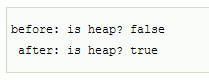 before: is heap? false
after: is heap? true